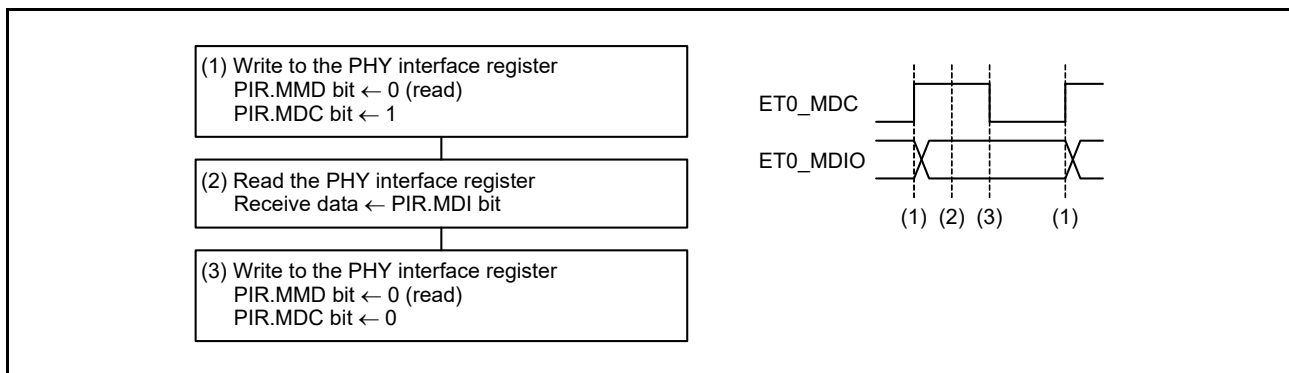 (1) Write to the PHY interface register
PIR.MMD bit ← 0 (read)
PIR.MDC bit ← 1
(2) Read the PHY interface register
Receive data ← PIR.MDI bit
(3) Write to the PHY interface register
PIR.MMD bit ← 0 (read)
PIR.MDC bit ← 0
ET0_MDC
ET0_MDIO
(1) (2) (3) (1)